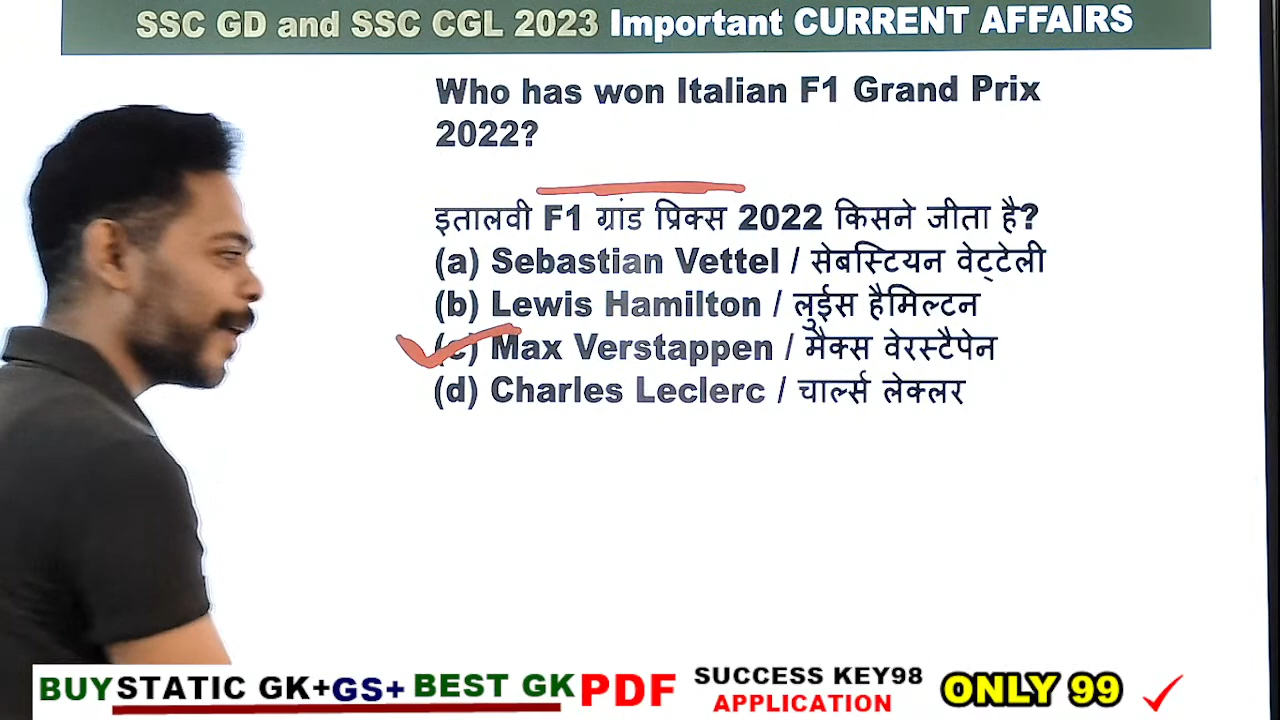 SSC GD and SSC CGL 2023 Important CURRENT AFFAIRS
Who has won Italian F1 Grand Prix
2022?
इतालवी F1 ग्रांड प्रिक्स 2022 किसने जीता है?
(a) Sebastian Vettel / सेबस्टियन वेट्टेली
(b) Lewis Hamilton / लुईस हैमिल्टन
(c) Max Verstappen / मैक्स वेरस्टैपेन
(d) Charles Leclerc / चार्ल्स लेक्लर
BUY STATIC GK+GS+ BEST GK PDF SUCCESS KEY98 APPLICATION ONLY 99